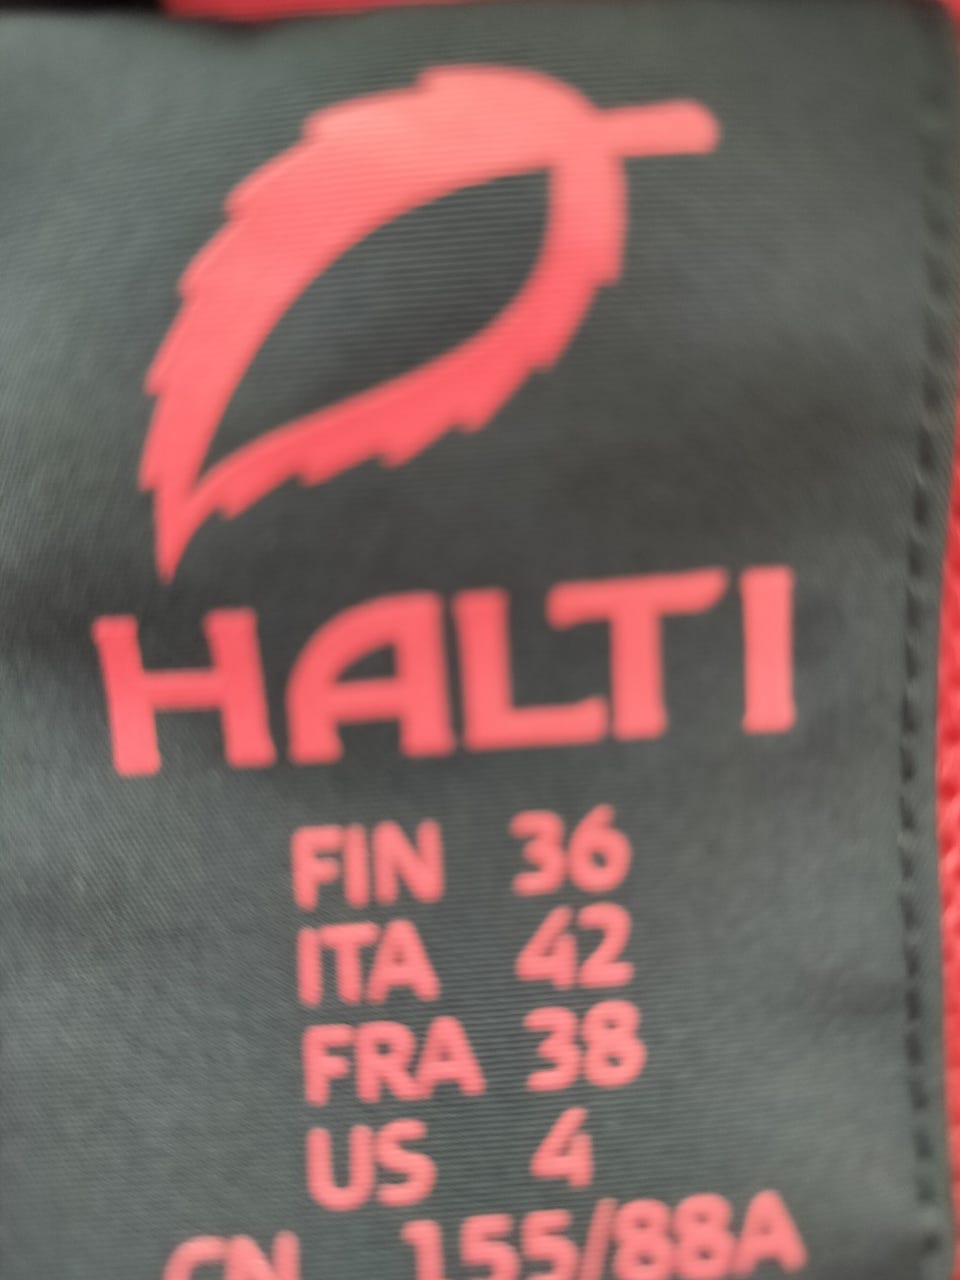 HALTI
FIN 36
ITA 42
FRA 38
US 4
CN 155/88A